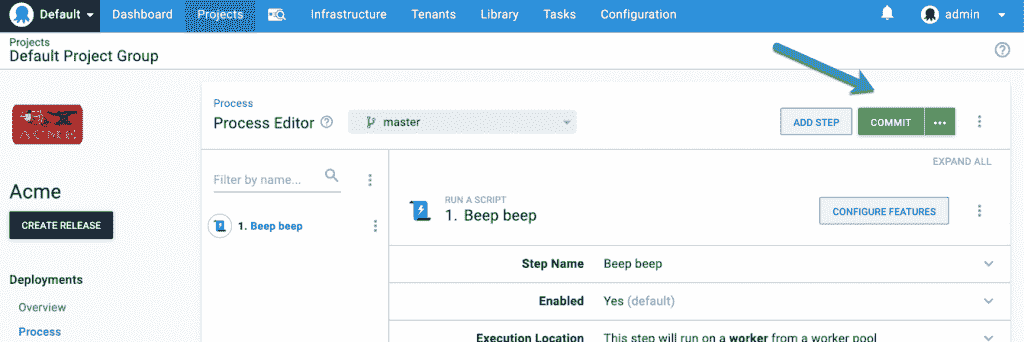 Default Dashboard Projects Infrastructure Tenants Library Tasks Configuration admin
Projects
Default Project Group
Process
Process Editor master ADD STEP COMMIT ...
EXPAND ALL
Filter by name...
RUN A SCRIPT
1. Beep beep CONFIGURE FEATURES
1. Beep beep
ACME
Acme
CREATE RELEASE
Step Name Beep beep
Deployments
Enabled Yes (default)
Overview
Process
Execution Location This step will run on a worker from a worker pool